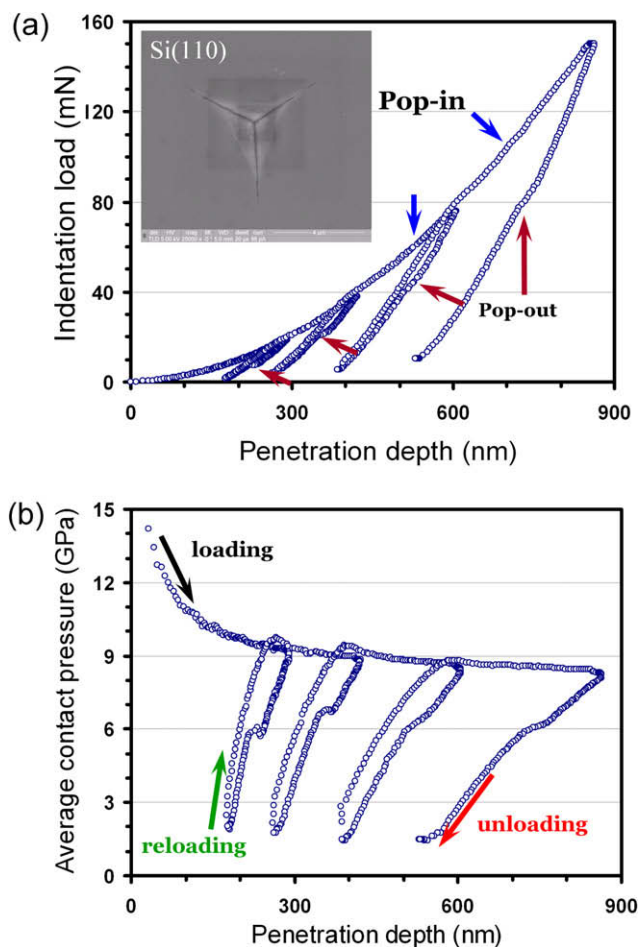 (a)
160
Si(110)
Pop-in
120
80
Pop-out
40
0
0 300 600 900
Indentation load (mN)
Penetration depth (nm)
(b)
15
loading
12
9
6
3
reloading
unloading
0
0 300 600 900
Average contact pressure (GPa)
Penetration depth (nm)